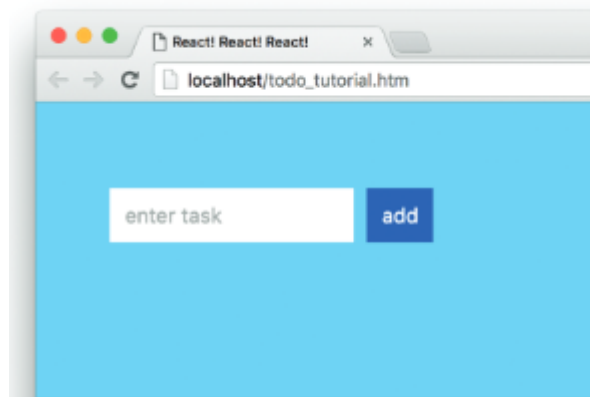 React! React! React!
localhost/todo_tutorial.htm
enter task
add